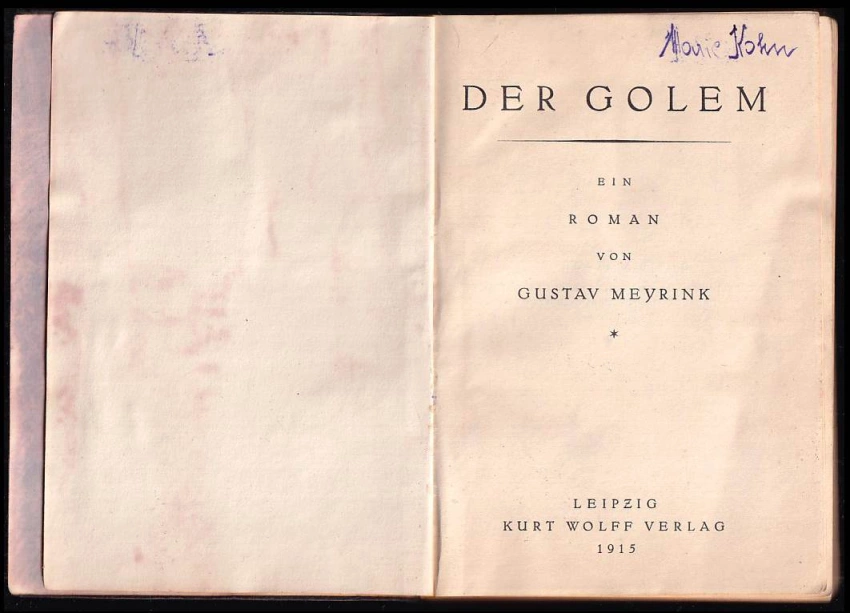 Marie Kohn
DER GOLEM
EIN
ROMAN
VON
GUSTAV MEYRINK
*
LEIPZIG
KURT WOLFF VERLAG
1915